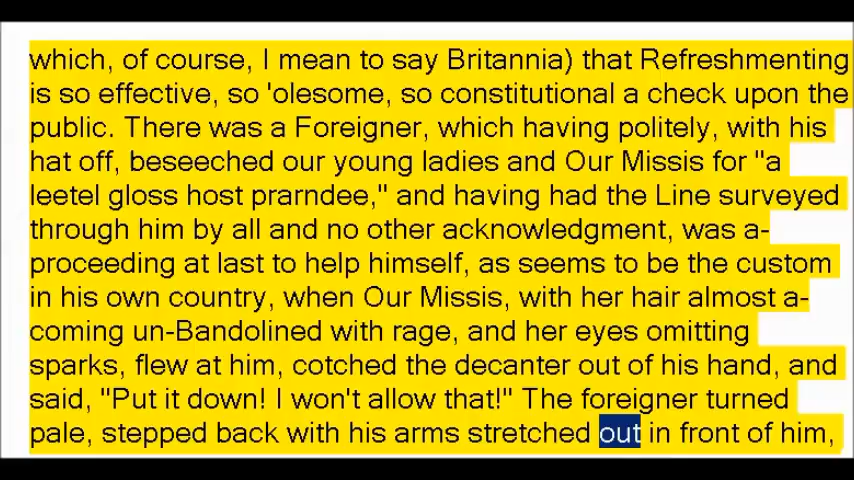 which, of course, I mean to say Britannia) that Refreshmenting
is so effective, so 'olesome, so constitutional a check upon the
public. There was a Foreigner, which having politely, with his
hat off, beseeched our young ladies and Our Missis for "a
leetel gloss host prarndee," and having had the Line surveyed
through him by all and no other acknowledgment, was a-
proceeding at last to help himself, as seems to be the custom
in his own country, when Our Missis, with her hair almost a-
coming un-Bandolined with rage, and her eyes omitting
sparks, flew at him, cotched the decanter out of his hand, and
said, "Put it down! I won't allow that!" The foreigner turned
pale, stepped back with his arms stretched out in front of him,